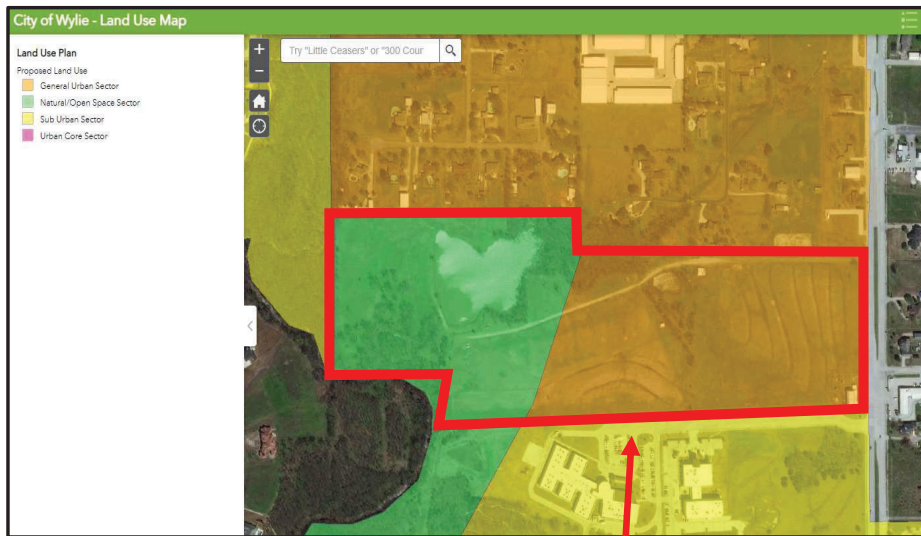 City of Wylie - Land Use Map
Land Use Plan
Proposed Land Use
General Urban Sector
Natural/Open Space Sector
Sub Urban Sector
Urban Core Sector
+
Try "Little Ceasers" or "300 Cour
−